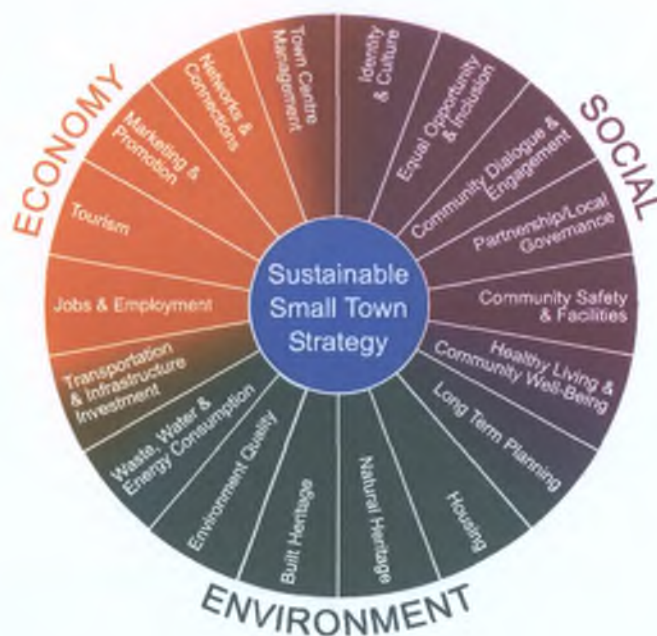 ECONOMY
SOCIAL
ENVIRONMENT
Sustainable
Small Town
Strategy
Identity
& Culture
Equal Opportunity
& Inclusion
Community Dialogue &
Engagement
Partnership/Local
Governance
Community Safety
& Facilities
Healthy Living &
Community Well-Being
Long Term Planning
Housing
Natural Heritage
Built Heritage
Environment Quality
Waste, Water &
Energy Consumption
Transportation
& Infrastructure
Investment
Jobs & Employment
Tourism
Marketing &
Promotion
Networks &
Connections
Town Centre
Management